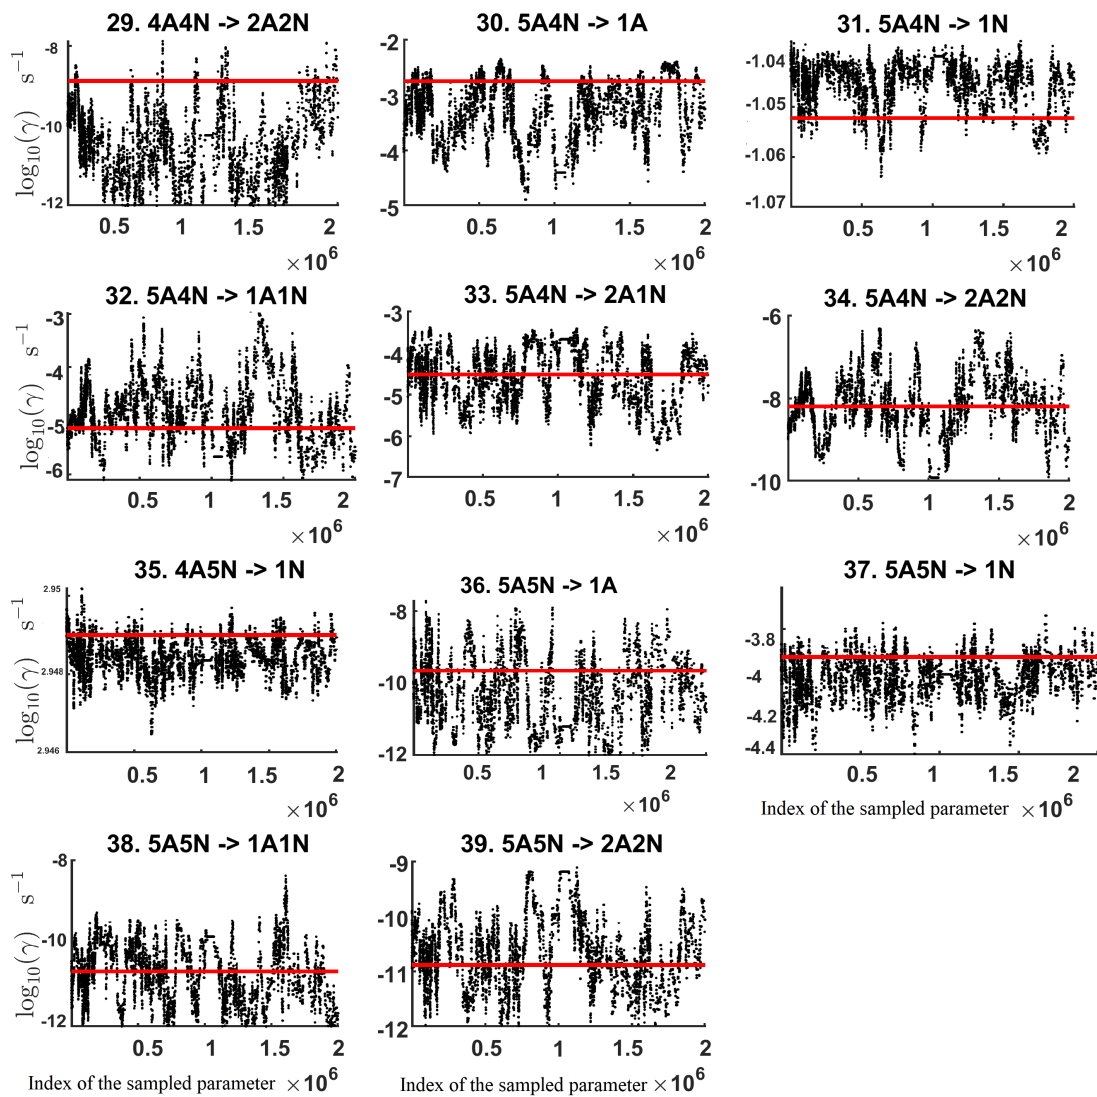 29. 4A4N -> 2A2N
log10(γ) s−1
-8
-10
-12
0.5 1 1.5 2
×10^6
30. 5A4N -> 1A
-2
-3
-4
-5
0.5 1 1.5 2
×10^6
31. 5A4N -> 1N
-1.04
-1.05
-1.06
-1.07
0.5 1 1.5 2
×10^6
32. 5A4N -> 1A1N
log10(γ) s−1
-3
-4
-5
-6
0.5 1 1.5 2
×10^6
33. 5A4N -> 2A1N
-3
-4
-5
-6
-7
0.5 1 1.5 2
×10^6
34. 5A4N -> 2A2N
-6
-8
-10
0.5 1 1.5 2
×10^6
35. 4A5N -> 1N
log10(γ) s−1
2.95
2.948
2.946
0.5 1 1.5 2
×10^6
36. 5A5N -> 1A
-8
-10
-12
0.5 1 1.5 2
×10^6
37. 5A5N -> 1N
-3.8
-4
-4.2
-4.4
0.5 1 1.5 2
Index of the sampled parameter ×10^6
38. 5A5N -> 1A1N
log10(γ) s−1
-8
-10
-12
0.5 1 1.5 2
Index of the sampled parameter ×10^6
39. 5A5N -> 2A2N
-9
-10
-11
-12
0.5 1 1.5 2
Index of the sampled parameter ×10^6